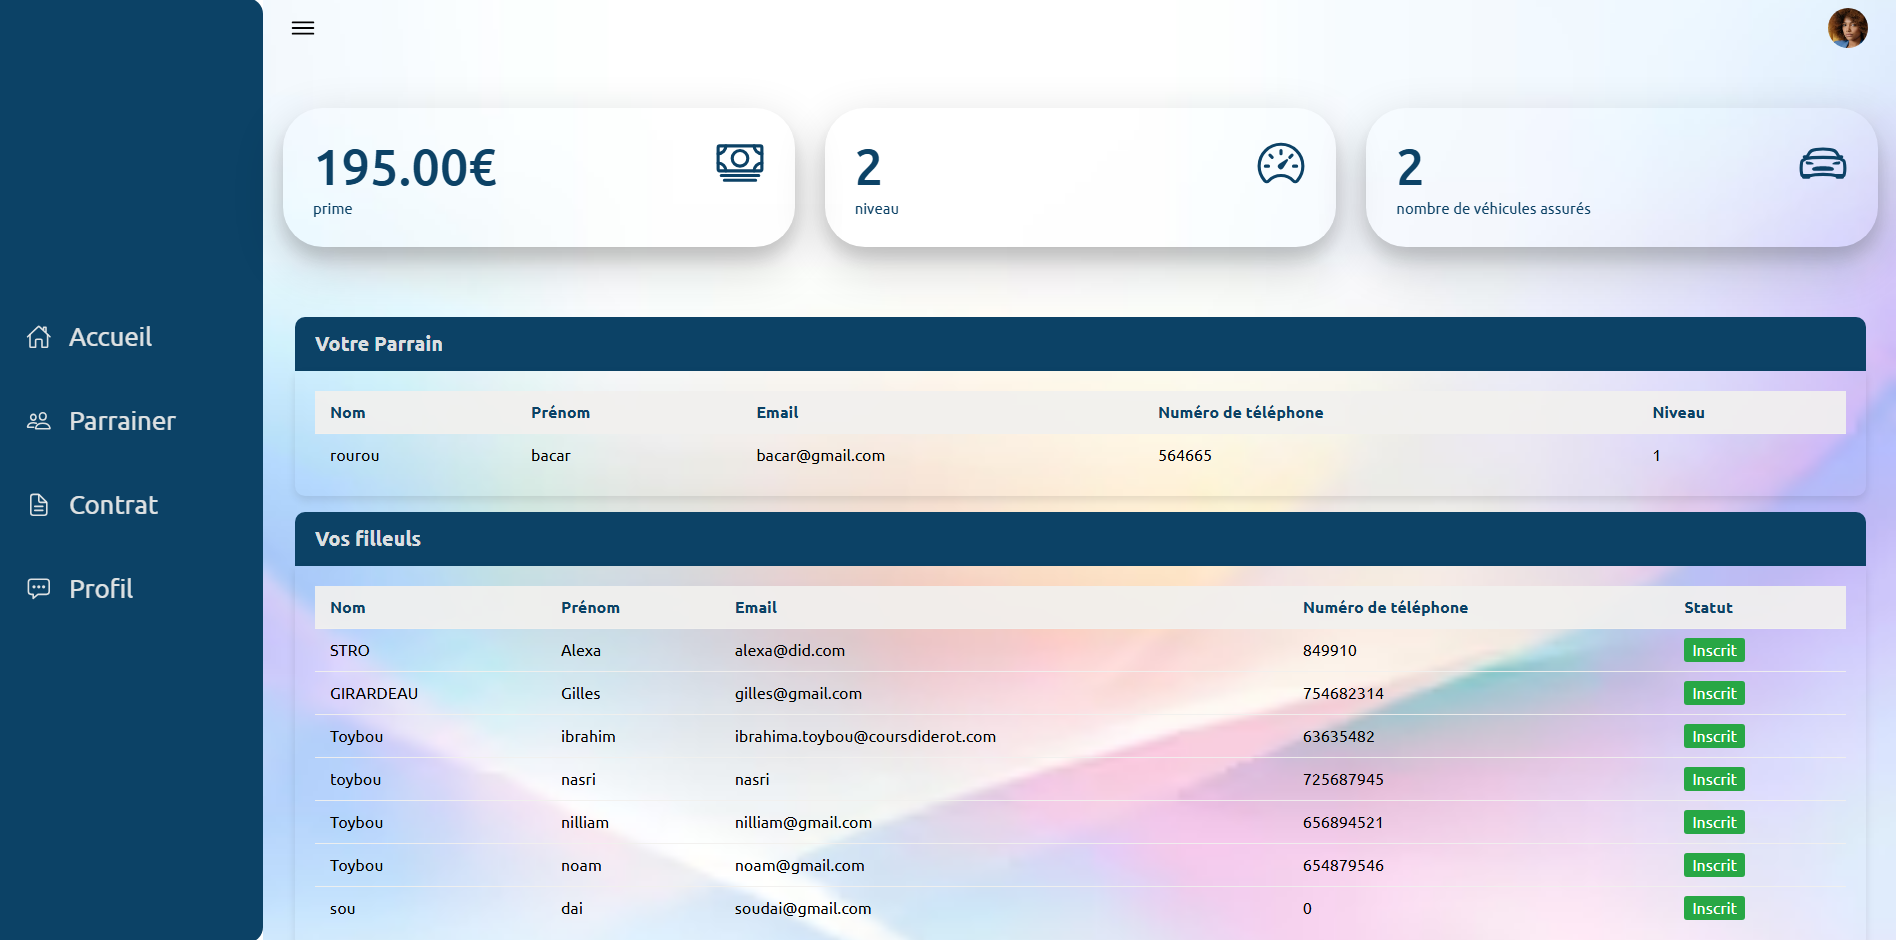 Accueil
Parrainer
Contrat
Profil
195.00€
prime
2
niveau
2
nombre de véhicules assurés
Votre Parrain
Nom Prénom Email Numéro de téléphone Niveau
rourou bacar bacar@gmail.com 564665 1
Vos filleuls
Nom Prénom Email Numéro de téléphone Statut
STRO Alexa alexa@did.com 849910 Inscrit
GIRARDEAU Gilles gilles@gmail.com 754682314 Inscrit
Toybou ibrahim ibrahima.toybou@coursdiderot.com 63635482 Inscrit
toybou nasri nasri 725687945 Inscrit
Toybou nilliam nilliam@gmail.com 656894521 Inscrit
Toybou noam noam@gmail.com 654879546 Inscrit
sou dai soudai@gmail.com 0 Inscrit